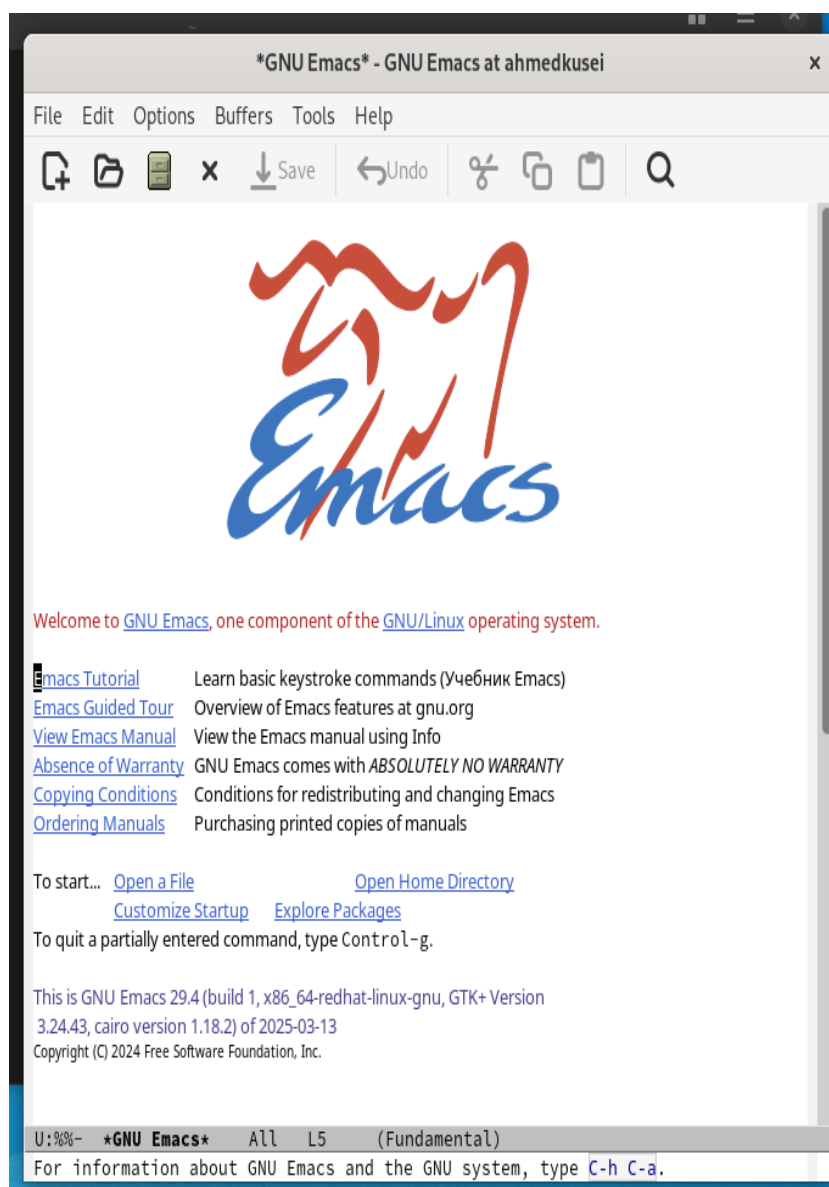 *GNU Emacs* - GNU Emacs at ahmedkusei
File Edit Options Buffers Tools Help
Save Undo
Emacs
Welcome to GNU Emacs, one component of the GNU/Linux operating system.
Emacs Tutorial Learn basic keystroke commands (Учебник Emacs)
Emacs Guided Tour Overview of Emacs features at gnu.org
View Emacs Manual View the Emacs manual using Info
Absence of Warranty GNU Emacs comes with ABSOLUTELY NO WARRANTY
Copying Conditions Conditions for redistributing and changing Emacs
Ordering Manuals Purchasing printed copies of manuals
To start... Open a File Open Home Directory
Customize Startup Explore Packages
To quit a partially entered command, type Control-g.
This is GNU Emacs 29.4 (build 1, x86_64-redhat-linux-gnu, GTK+ Version
3.24.43, cairo version 1.18.2) of 2025-03-13
Copyright (C) 2024 Free Software Foundation, Inc.
U:%%- *GNU Emacs* All L5 (Fundamental)
For information about GNU Emacs and the GNU system, type C-h C-a.